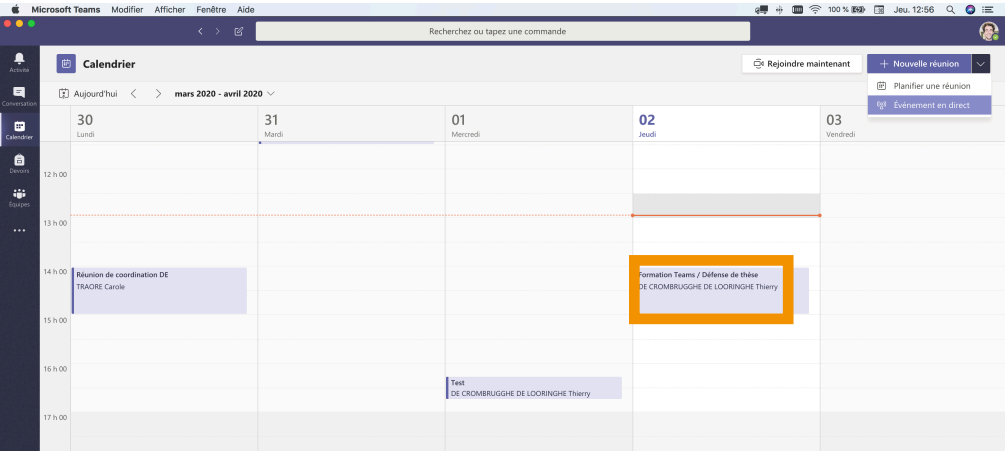 Microsoft Teams Modifier Afficher Fenêtre Aide
100 % Jeu. 12:56
Recherchez ou tapez une commande
Activité
Conversation
Calendrier
Devoirs
Équipes
Calendrier
Rejoindre maintenant
Nouvelle réunion
Planifier une réunion
Événement en direct
Aujourd'hui
mars 2020 - avril 2020
30
Lundi
31
Mardi
01
Mercredi
02
Jeudi
03
Vendredi
12 h 00
13 h 00
14 h 00
15 h 00
16 h 00
17 h 00
Réunion de coordination DE
TRAORE Carole
Test
DE CROMBRUGGHE DE LOORINGHE Thierry
Formation Teams / Défense de thèse
DE CROMBRUGGHE DE LOORINGHE Thierry